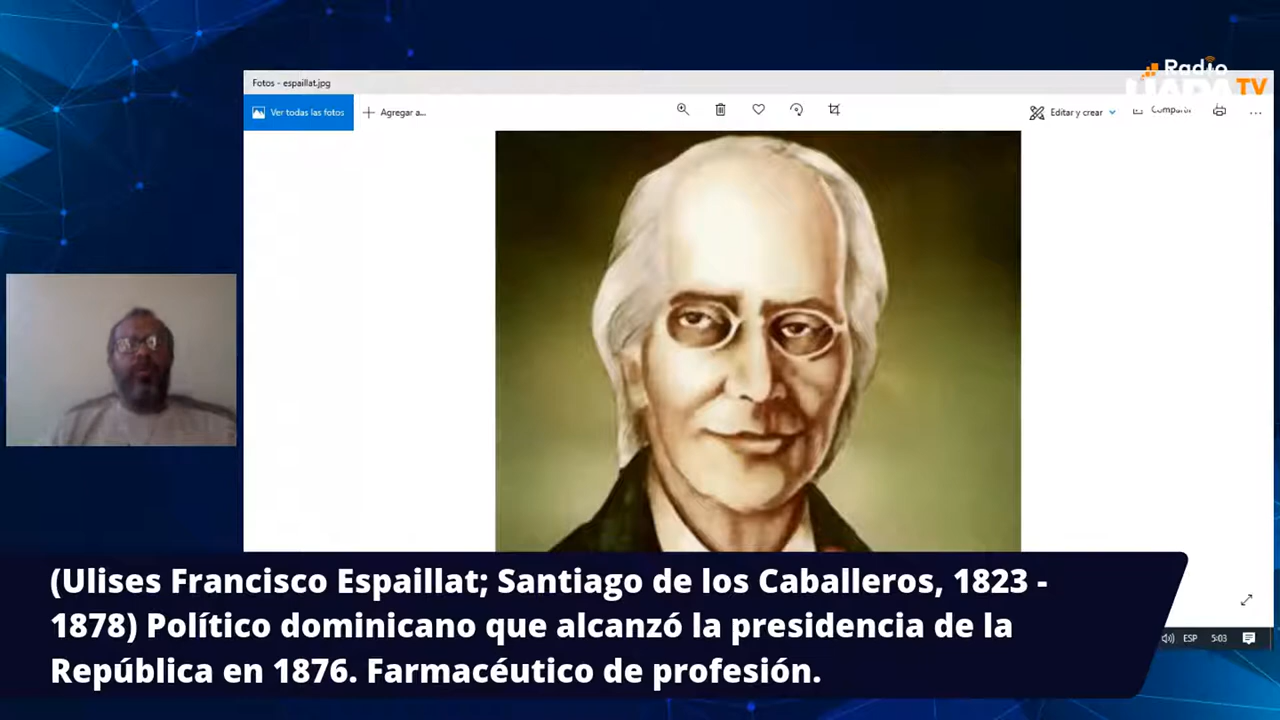 Fotos - espaillat.jpg
Radio
UAPA TV
Ver todas las fotos
Agregar a...
Editar y crear
Compartir
(Ulises Francisco Espaillat; Santiago de los Caballeros, 1823 -
1878) Político dominicano que alcanzó la presidencia de la
República en 1876. Farmacéutico de profesión.
ESP
5:03